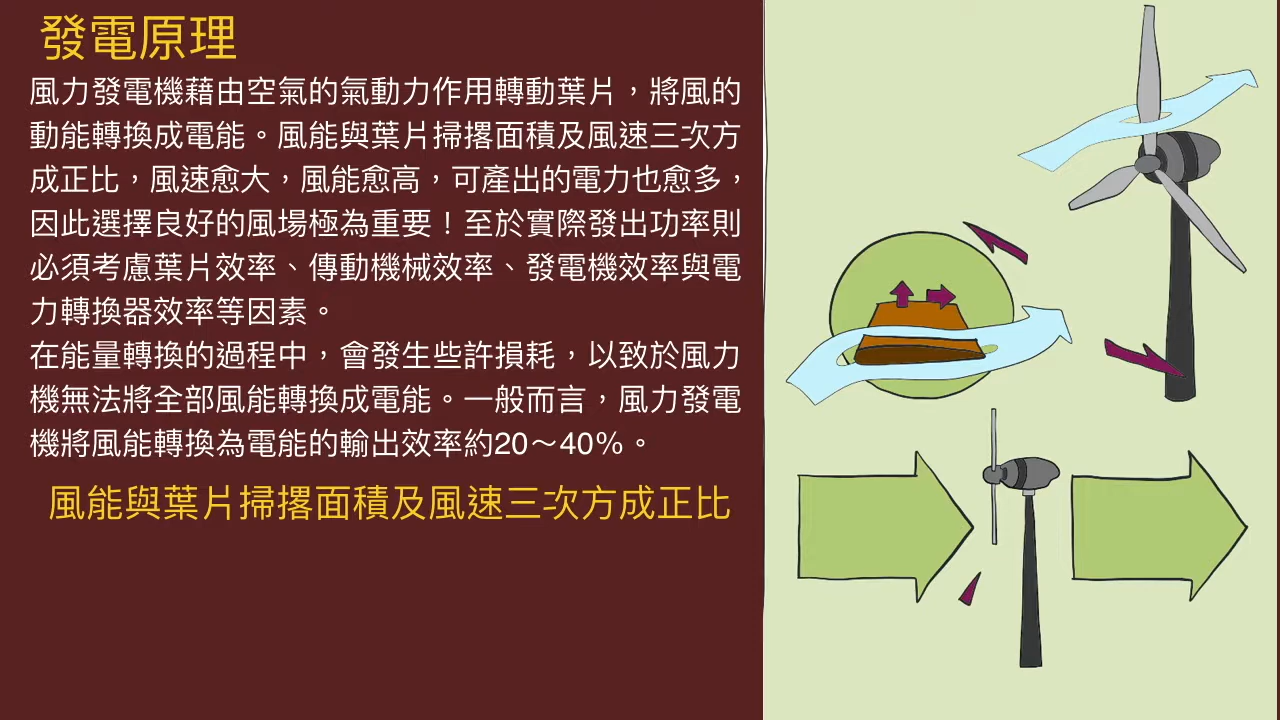 發電原理
風力發電機藉由空氣的氣動力作用轉動葉片，將風的
動能轉換成電能。風能與葉片掃撂面積及風速三次方
成正比，風速愈大，風能愈高，可產出的電力也愈多，
因此選擇良好的風場極為重要！至於實際發出功率則
必須考慮葉片效率、傳動機械效率、發電機效率與電
力轉換器效率等因素。
在能量轉換的過程中，會發生些許損耗，以致於風力
機無法將全部風能轉換成電能。一般而言，風力發電
機將風能轉換為電能的輸出效率約20～40%。
風能與葉片掃撂面積及風速三次方成正比